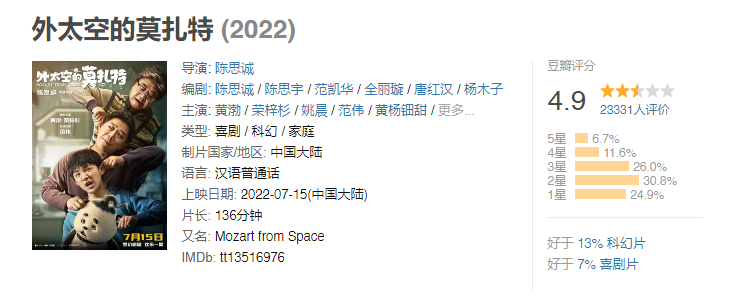 外太空的莫扎特 (2022)
外太空的莫扎特
7月15日
导演: 陈思诚
编剧: 陈思诚 / 陈思宇 / 范凯华 / 全丽璇 / 唐红汉 / 杨木子
主演: 黄渤 / 荣梓杉 / 姚晨 / 范伟 / 黄杨钿甜 / 更多...
类型: 喜剧 / 科幻 / 家庭
制片国家/地区: 中国大陆
语言: 汉语普通话
上映日期: 2022-07-15(中国大陆)
片长: 136分钟
又名: Mozart from Space
IMDb: tt13516976
豆瓣评分
4.9
23331人评价
5星 6.7%
4星 11.6%
3星 26.0%
2星 30.8%
1星 24.9%
好于 13% 科幻片
好于 7% 喜剧片